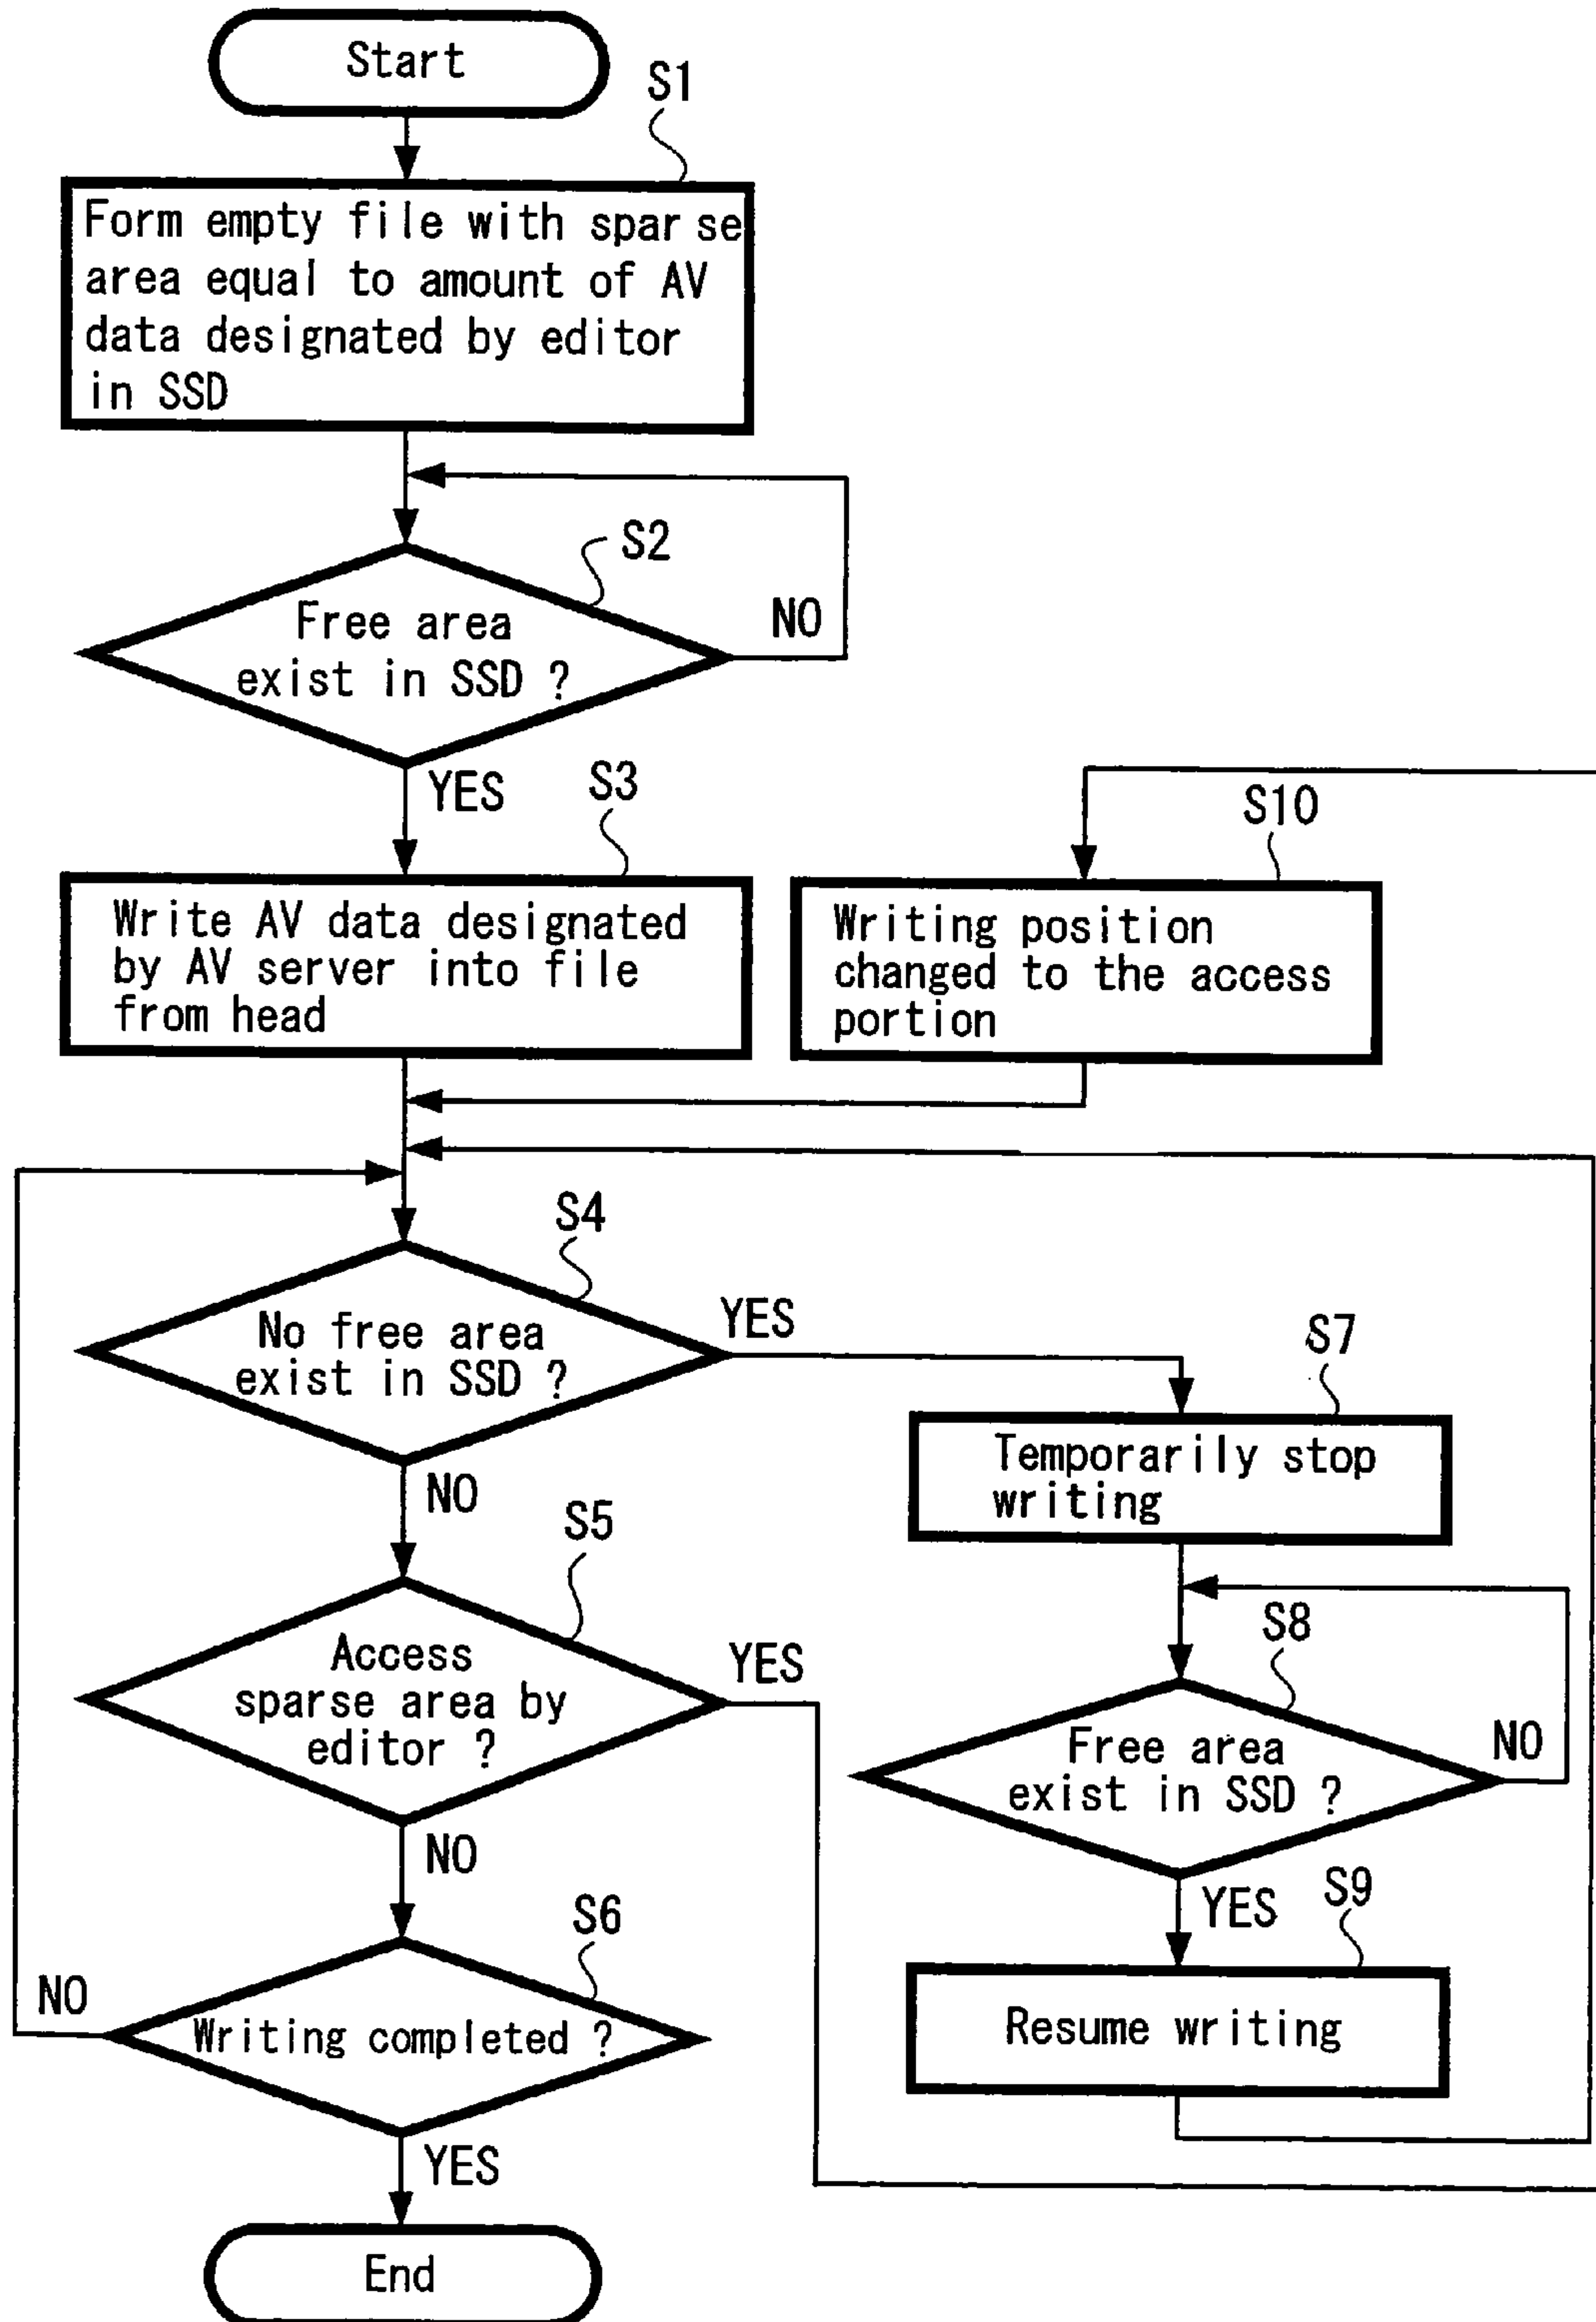 Start
S1
Form empty file with sparse
area equal to amount of AV
data designated by editor
in SSD
S2
Free area
exist in SSD ?
NO
YES
S3
Write AV data designated
by AV server into file
from head
S10
Writing position
changed to the access
portion
S4
No free area
exist in SSD ?
YES
NO
S7
Temporarily stop
writing
S5
Access
sparse area by
editor ?
YES
NO
S8
Free area
exist in SSD ?
NO
YES
S9
Resume writing
S6
Writing completed ?
NO
YES
End